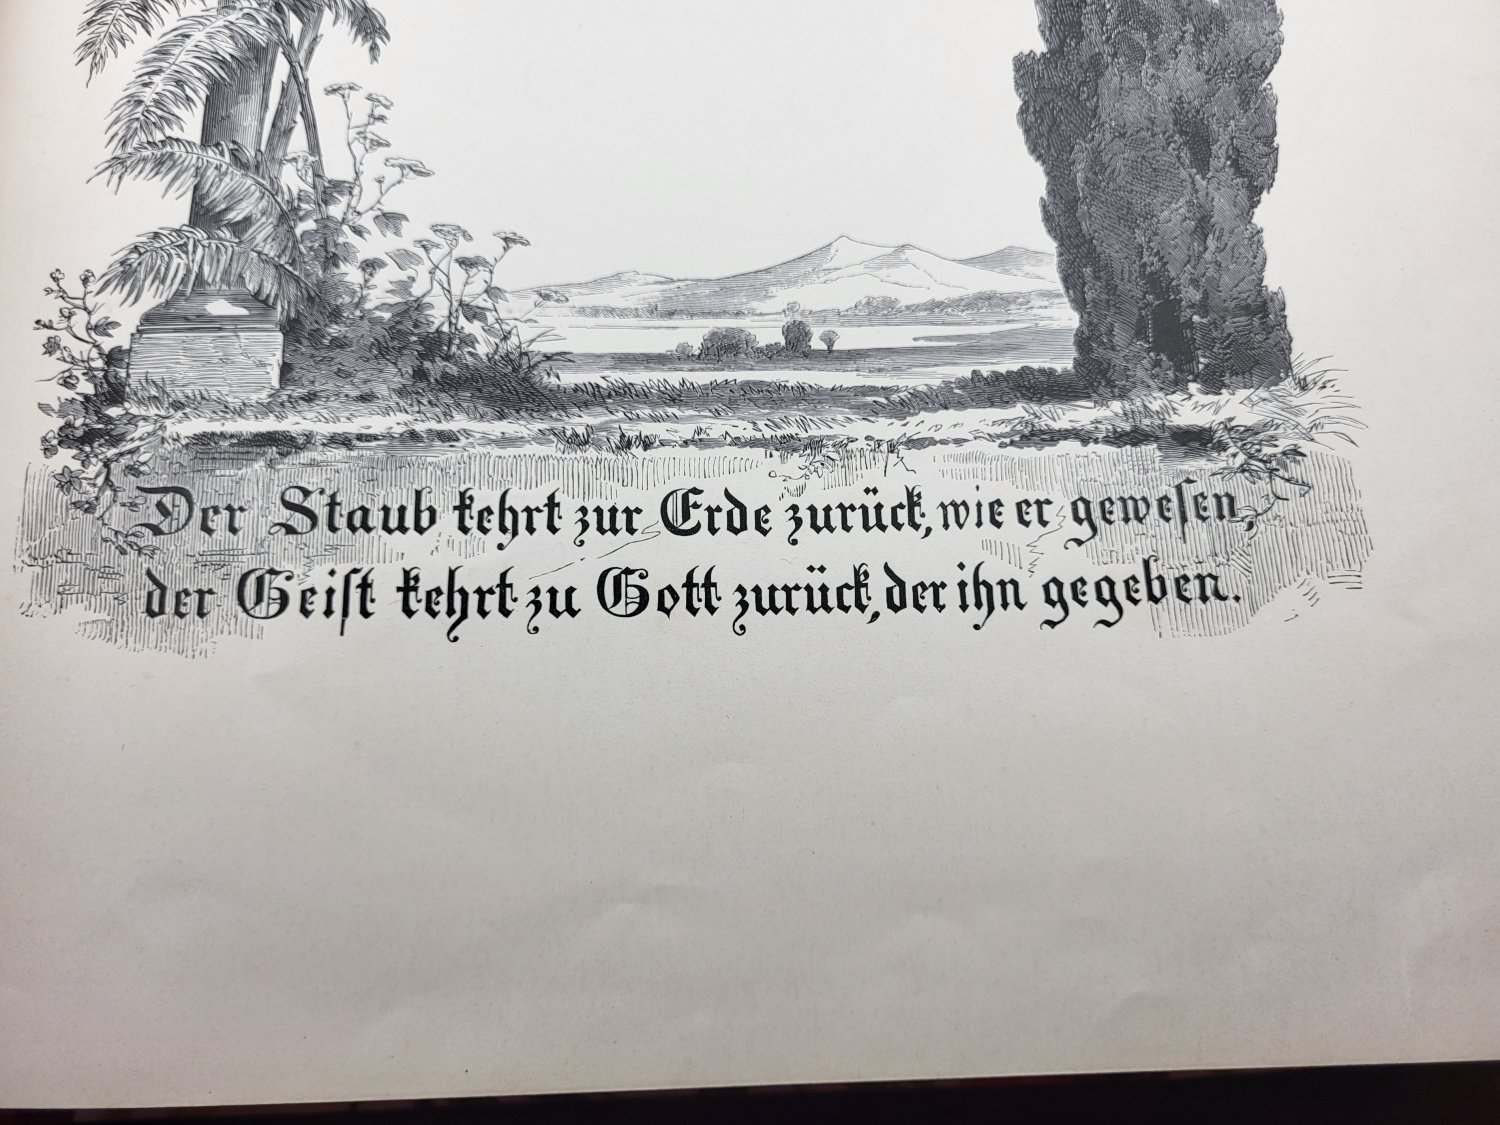 Der Staub kehrt zur Erde zurück, wie er gewesen,
der Geist kehrt zu Gott zurück, der ihn gegeben.